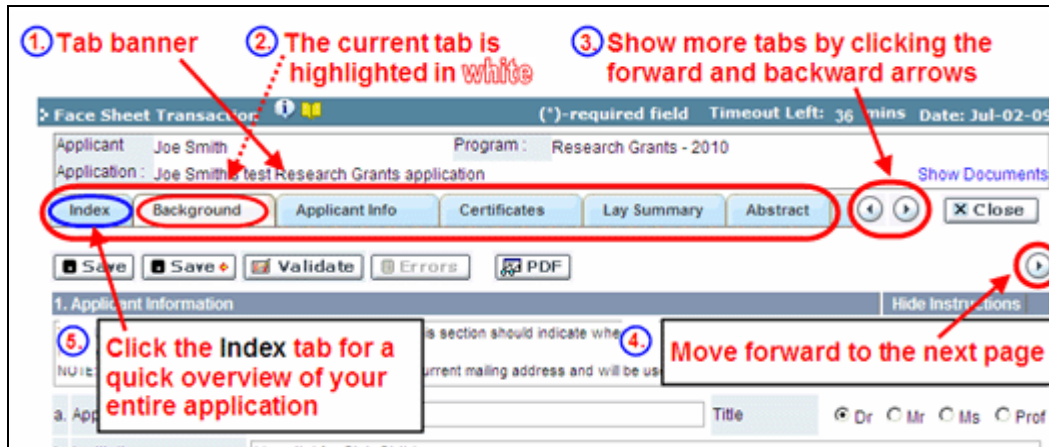 1. Tab banner
2. The current tab is
highlighted in white
3. Show more tabs by clicking the
forward and backward arrows
Face Sheet Transaction (*)-required field Timeout Left: 36 mins Date: Jul-02-09
Applicant Joe Smith Program : Research Grants - 2010
Application : Joe Smith's test Research Grants application Show Documents
Index Background Applicant Info Certificates Lay Summary Abstract Close
Save Save Validate Errors PDF
1. Applicant Information Hide Instructions
5. Click the Index tab for a
quick overview of your
entire application
is section should indicate
4. Move forward to the next page
NOTE: rrent mailing address and will be
a. Title Dr Mr Ms Prof